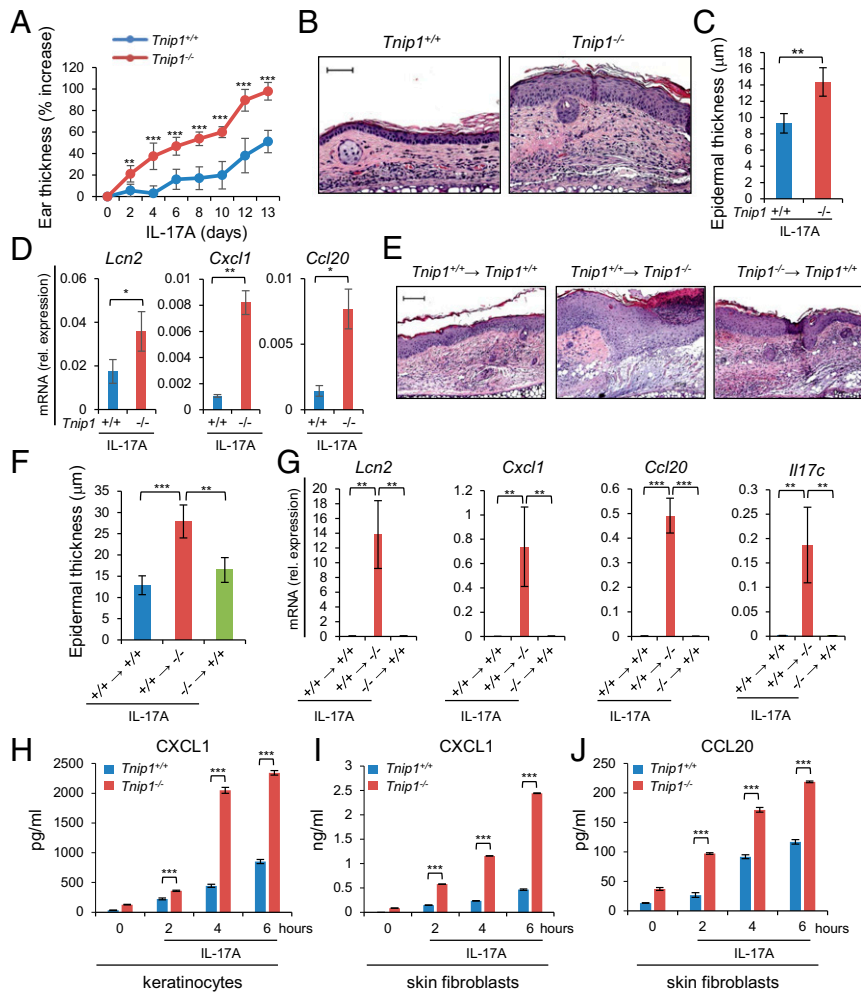 A
Tnip1+/+
Tnip1-/-
Ear thickness (% increase)
120
100
80
60
40
20
0
** *** *** *** *** *** ***
0 2 4 6 8 10 12 13
IL-17A (days)
B
Tnip1+/+ Tnip1-/-
C
Epidermal thickness (µm)
18
16
14
12
10
8
6
4
2
0
**
Tnip1 +/+ -/-
IL-17A
D
mRNA (rel. expression)
Lcn2
0.06
0.04
0.02
0
*
Tnip1 +/+ -/-
IL-17A
Cxcl1
0.01
0.008
0.006
0.004
0.002
0
**
+/+ -/-
IL-17A
Ccl20
0.01
0.005
0
*
+/+ -/-
IL-17A
E
Tnip1+/+→ Tnip1+/+ Tnip1+/+→ Tnip1-/- Tnip1-/-→ Tnip1+/+
F
Epidermal thickness (µm)
35
30
25
20
15
10
5
0
*** **
+/+ → +/+
+/+ → -/-
-/- → +/+
IL-17A
G
mRNA (rel. expression)
Lcn2
20
18
16
14
12
10
8
6
4
2
0
** **
+/+ → +/+
+/+ → -/-
-/- → +/+
IL-17A
Cxcl1
1.2
1
0.8
0.6
0.4
0.2
0
** **
+/+ → +/+
+/+ → -/-
-/- → +/+
IL-17A
Ccl20
0.6
0.5
0.4
0.3
0.2
0.1
0
*** ***
+/+ → +/+
+/+ → -/-
-/- → +/+
IL-17A
Il17c
0.3
0.25
0.2
0.15
0.1
0.05
0
** **
+/+ → +/+
+/+ → -/-
-/- → +/+
IL-17A
H
CXCL1
Tnip1+/+
Tnip1-/-
pg/ml
2500
2000
1500
1000
500
0
*** *** ***
0 2 4 6 hours
IL-17A
keratinocytes
I
CXCL1
Tnip1+/+
Tnip1-/-
ng/ml
3
2.5
2
1.5
1
0.5
0
*** *** ***
0 2 4 6 hours
IL-17A
skin fibroblasts
J
CCL20
Tnip1+/+
Tnip1-/-
pg/ml
250
200
150
100
50
0
*** *** ***
0 2 4 6 hours
IL-17A
skin fibroblasts